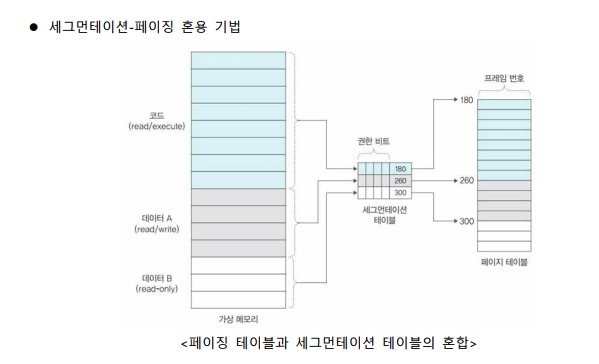 ● 세그먼테이션-페이징 혼용 기법
프레임 번호
180
코드
(read/execute)
권한 비트
180
260
300
260
세그먼테이션
테이블
데이터 A
(read/write)
300
페이지 테이블
데이터 B
(read-only)
가상 메모리
<페이징 테이블과 세그먼테이션 테이블의 혼합>